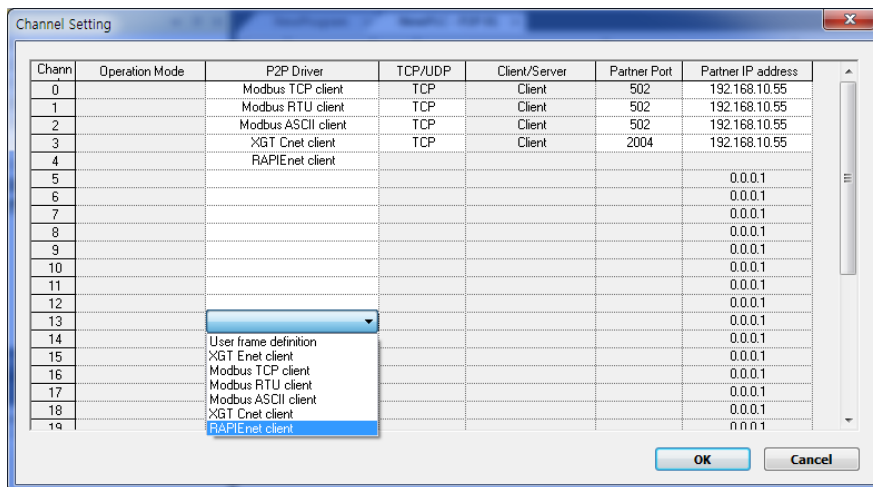 Channel Setting
Chann Operation Mode P2P Driver TCP/UDP Client/Server Partner Port Partner IP address
0 Modbus TCP client TCP Client 502 192.168.10.55
1 Modbus RTU client TCP Client 502 192.168.10.55
2 Modbus ASCII client TCP Client 502 192.168.10.55
3 XGT Cnet client TCP Client 2004 192.168.10.55
4 RAPIEnet client
5 0.0.0.1
6 0.0.0.1
7 0.0.0.1
8 0.0.0.1
9 0.0.0.1
10 0.0.0.1
11 0.0.0.1
12 0.0.0.1
13 0.0.0.1
14 0.0.0.1
15 0.0.0.1
16 0.0.0.1
17 0.0.0.1
18 0.0.0.1
19 0.0.0.1
User frame definition
XGT Enet client
Modbus TCP client
Modbus RTU client
Modbus ASCII client
XGT Cnet client
RAPIEnet client
OK Cancel